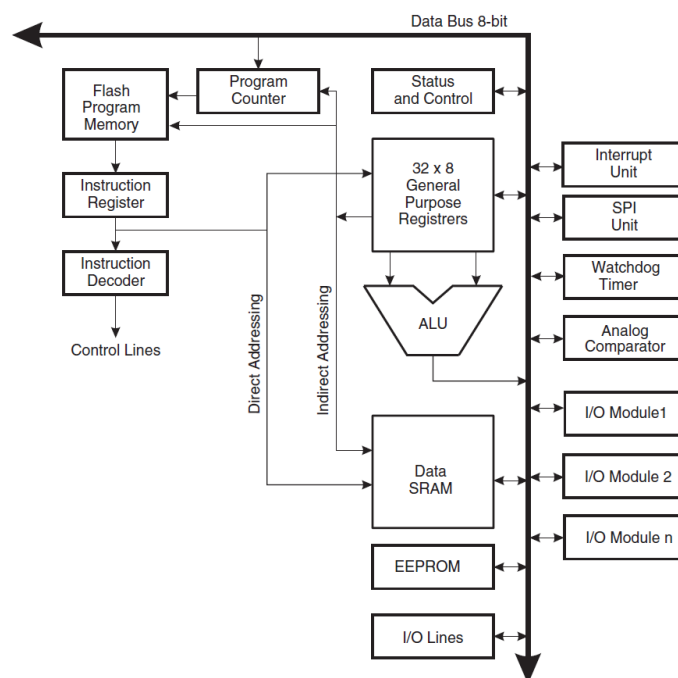 Data Bus 8-bit
Flash
Program
Memory
Program
Counter
Status
and Control
Instruction
Register
32 x 8
General
Purpose
Registrers
Instruction
Decoder
Control Lines
Direct Addressing
Indirect Addressing
ALU
Data
SRAM
EEPROM
I/O Lines
Interrupt
Unit
SPI
Unit
Watchdog
Timer
Analog
Comparator
I/O Module1
I/O Module 2
I/O Module n